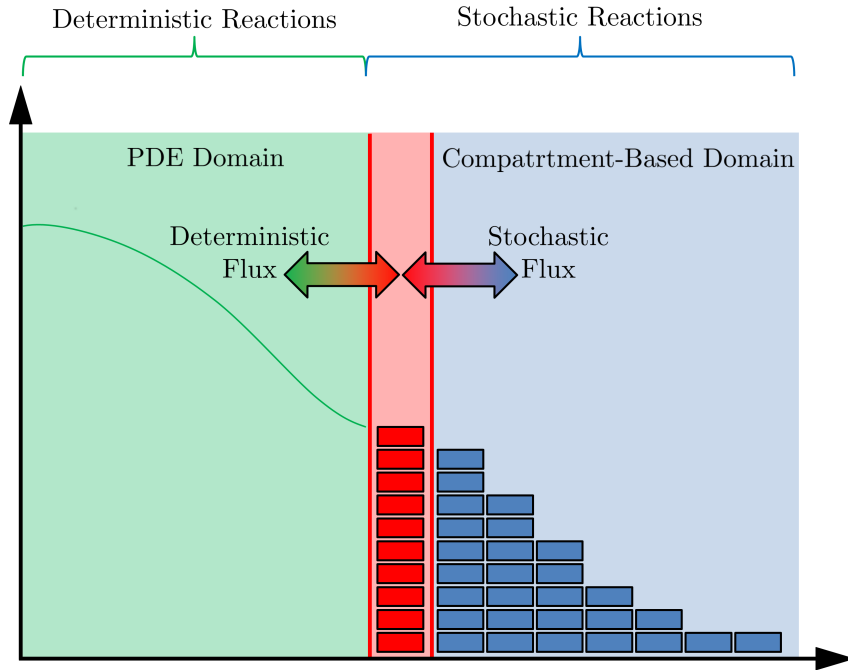 Deterministic Reactions
Stochastic Reactions
PDE Domain
Compatrtment-Based Domain
Deterministic
Flux
Stochastic
Flux